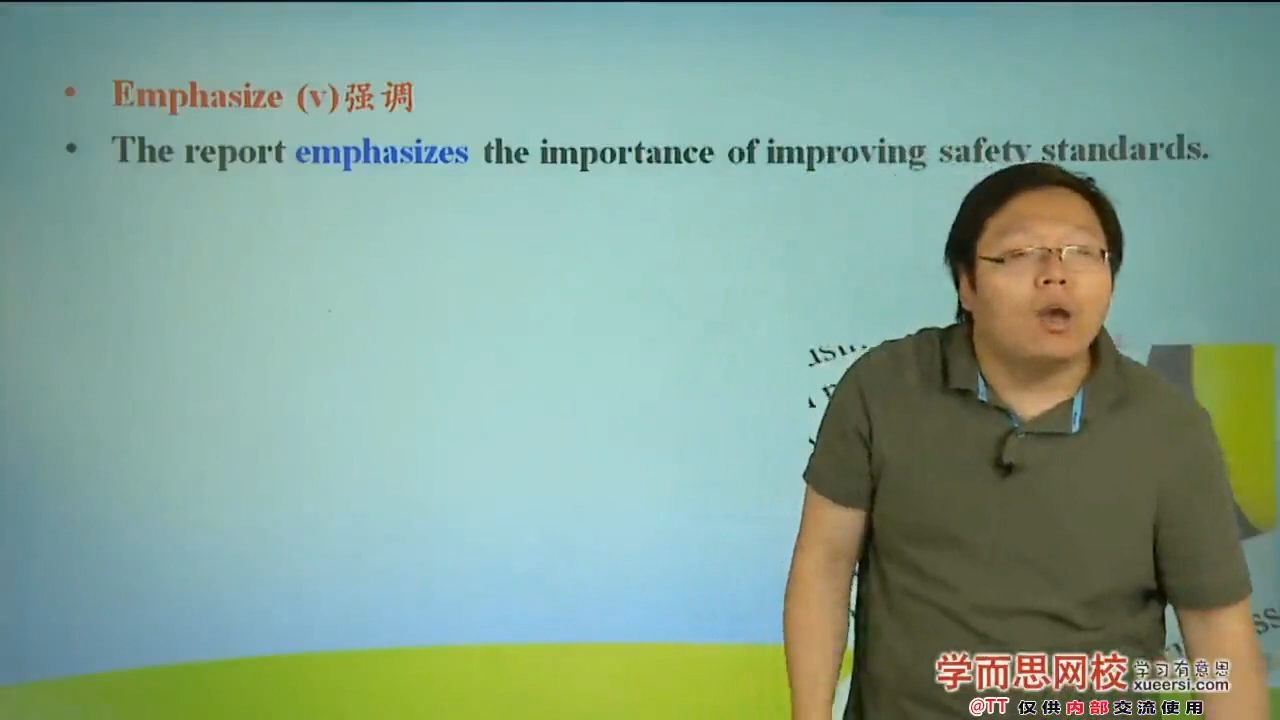 • Emphasize (v)强调
• The report emphasizes the importance of improving safety standards.
学而思网校 学习有意思
xueersi.com
@TT 仅供内部交流使用